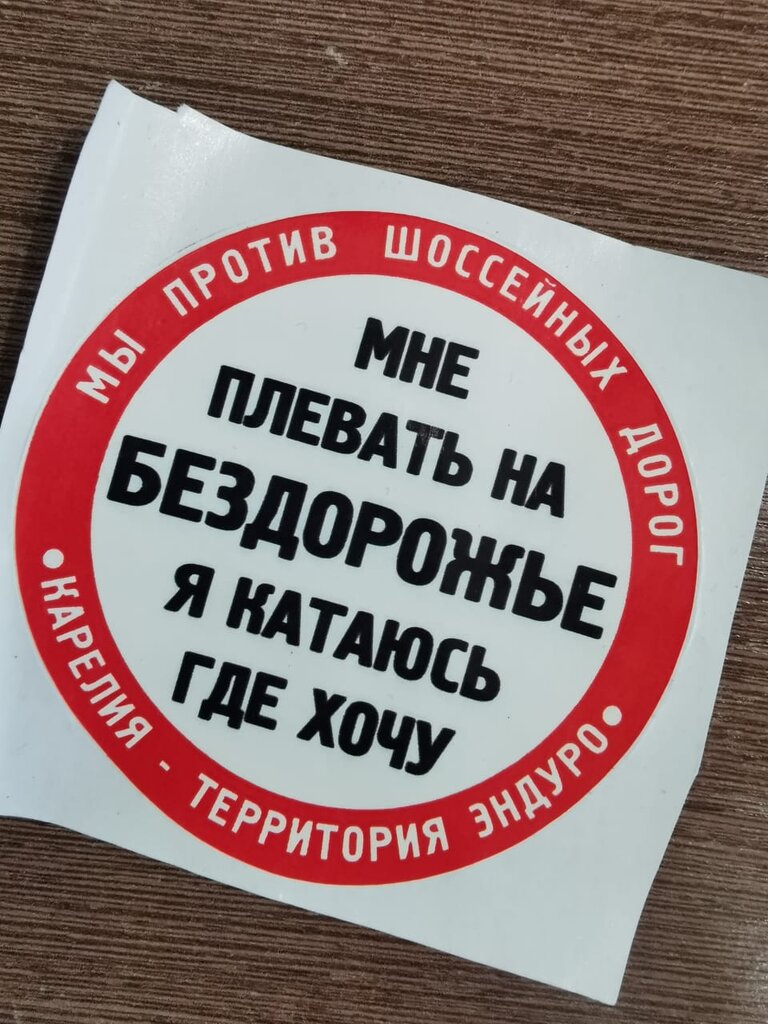 МЫ ПРОТИВ ШОССЕЙНЫХ ДОРОГ
МНЕ
ПЛЕВАТЬ НА
БЕЗДОРОЖЬЕ
Я КАТАЮСЬ
ГДЕ ХОЧУ
•КАРЕЛИЯ - ТЕРРИТОРИЯ ЭНДУРО•